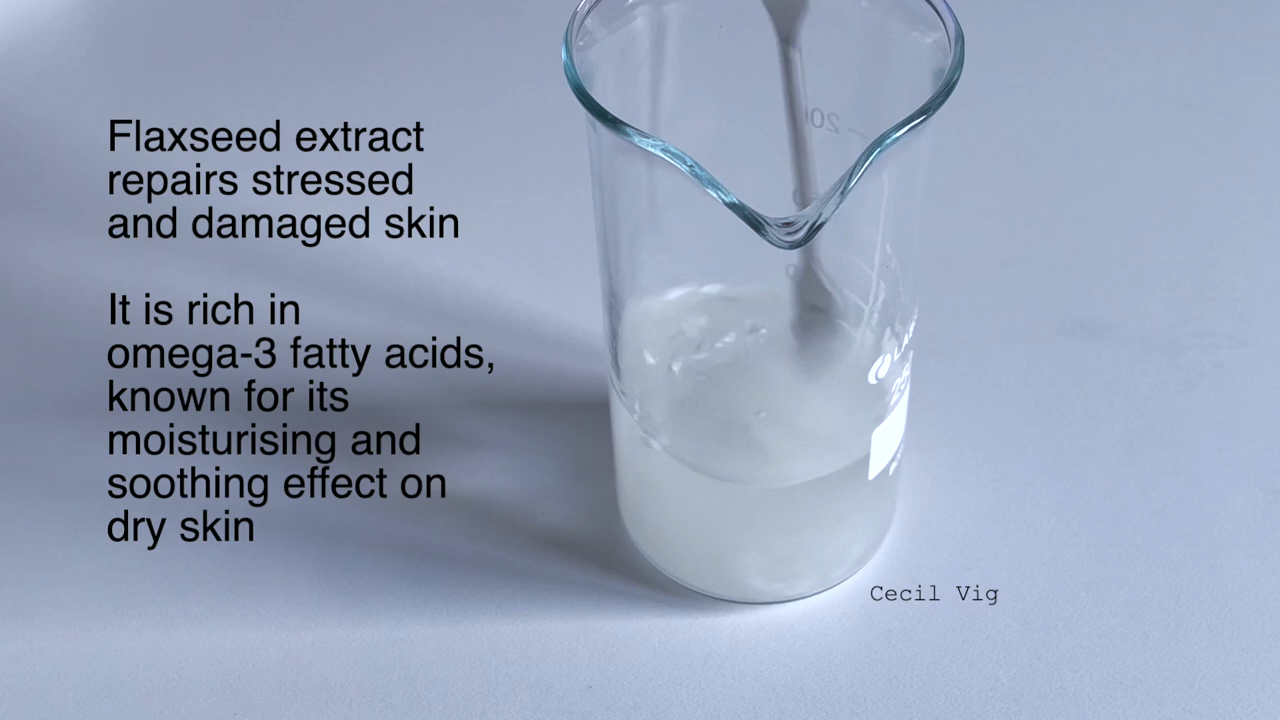 Flaxseed extract
repairs stressed
and damaged skin
It is rich in
omega-3 fatty acids,
known for its
moisturising and
soothing effect on
dry skin
Cecil Vig